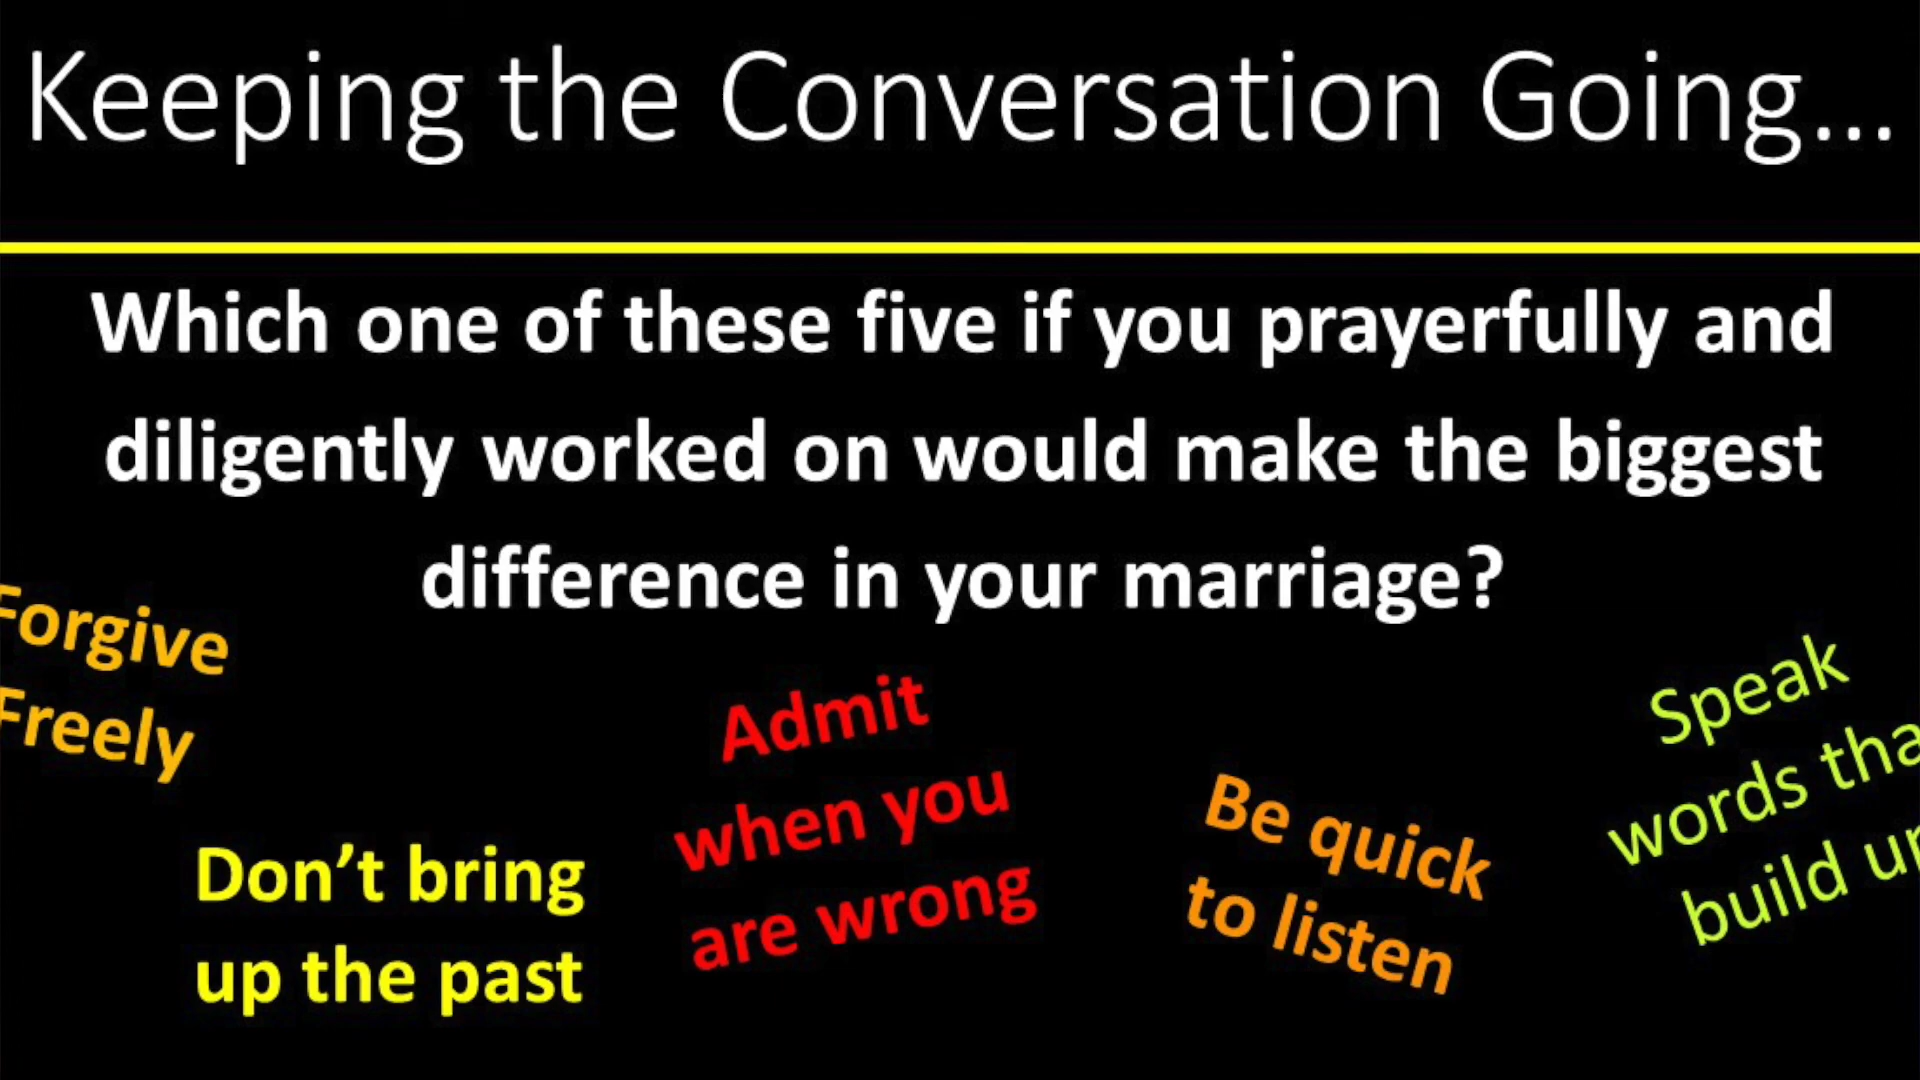 Keeping the Conversation Going...
Which one of these five if you prayerfully and
diligently worked on would make the biggest
difference in your marriage?
Forgive
Freely
Don’t bring
up the past
Admit
when you
are wrong
Be quick
to listen
Speak
words tha
build u